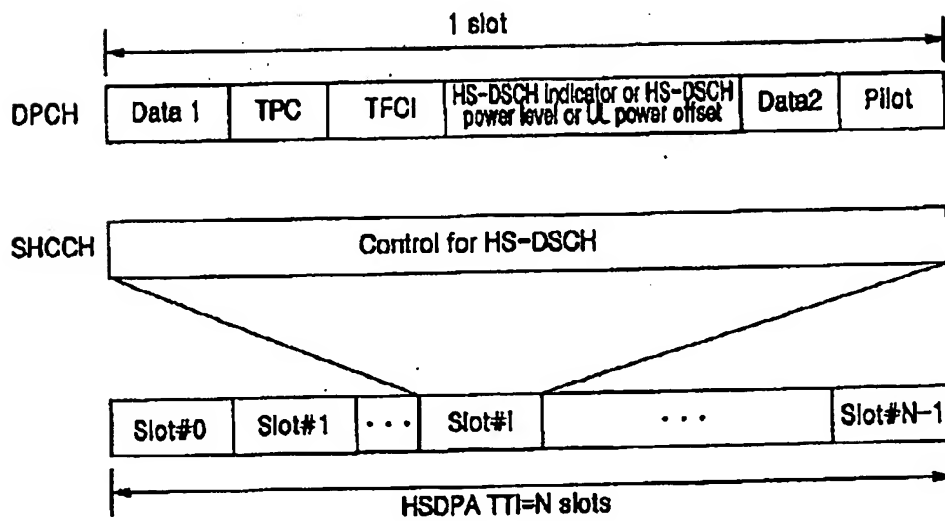 1 slot
DPCH
Data 1
TPC
TFCI
HS-DSCH indicator or HS-DSCH
power level or UL power offset
Data2
Pilot
SHCCH
Control for HS-DSCH
Slot#0
Slot#1
···
Slot#i
···
Slot#N-1
HSDPA TTI=N slots